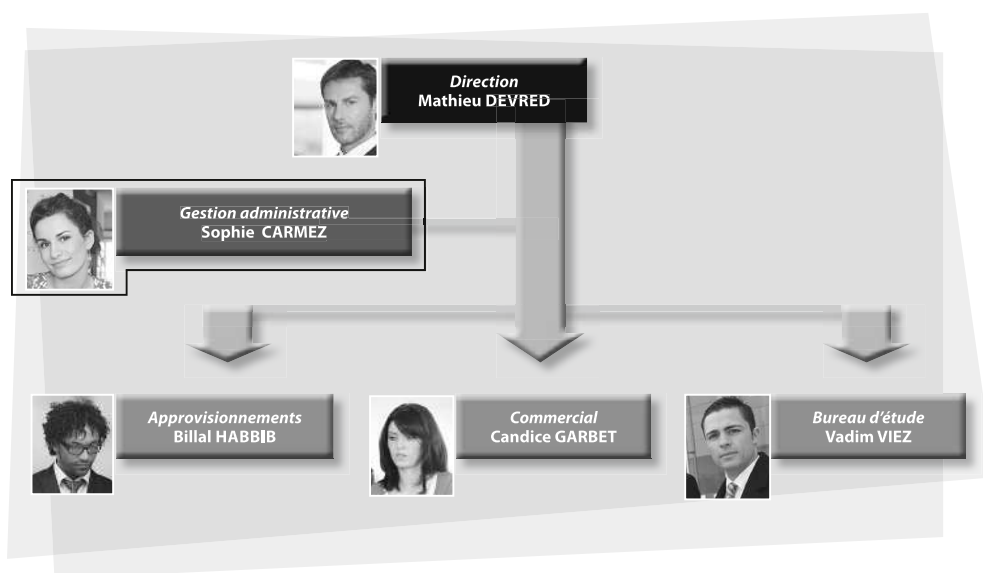 Direction
Mathieu DEVRED
Gestion administrative
Sophie CARMEZ
Approvisionnements
Billal HABBIB
Commercial
Candice GARBET
Bureau d'étude
Vadim VIEZ